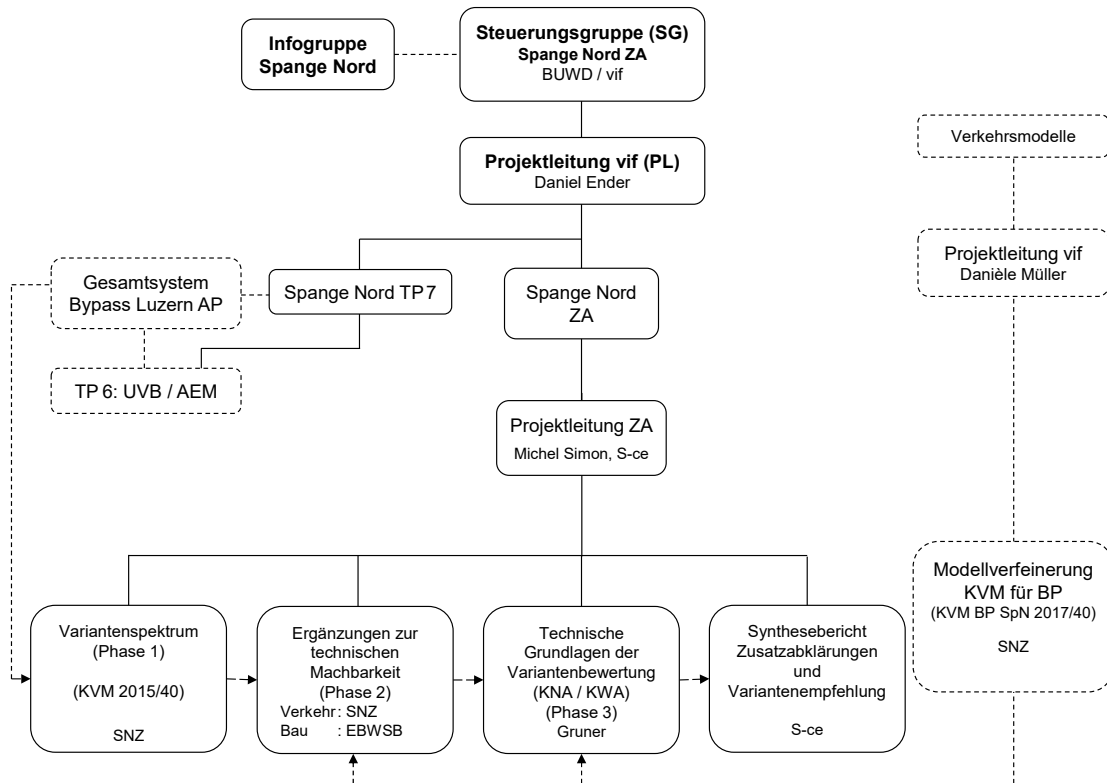 Infogruppe
Spange Nord
Steuerungsgruppe (SG)
Spange Nord ZA
BUWD / vif
Projektleitung vif (PL)
Daniel Ender
Verkehrsmodelle
Projektleitung vif
Danièle Müller
Gesamtsystem
Bypass Luzern AP
Spange Nord TP 7
Spange Nord
ZA
TP 6: UVB / AEM
Projektleitung ZA
Michel Simon, S-ce
Variantenspektrum
(Phase 1)
(KVM 2015/40)
SNZ
Ergänzungen zur
technischen
Machbarkeit
(Phase 2)
Verkehr: SNZ
Bau : EBWSB
Technische
Grundlagen der
Variantenbewertung
(KNA / KWA)
(Phase 3)
Gruner
Synthesebericht
Zusatzabklärungen
und
Variantenempfehlung
S-ce
Modellverfeinerung
KVM für BP
(KVM BP SpN 2017/40)
SNZ